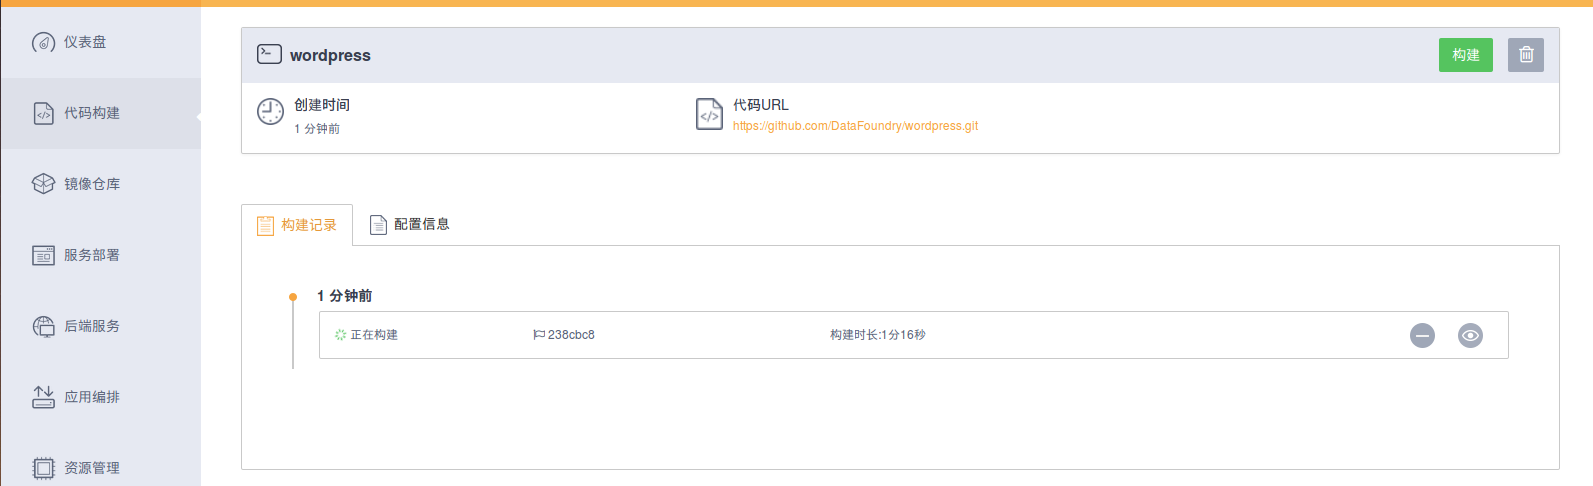 仪表盘
代码构建
镜像仓库
服务部署
后端服务
应用编排
资源管理
wordpress
构建
创建时间
1 分钟前
代码URL
https://github.com/DataFoundry/wordpress.git
构建记录
配置信息
1 分钟前
正在构建
238cbc8
构建时长:1分16秒